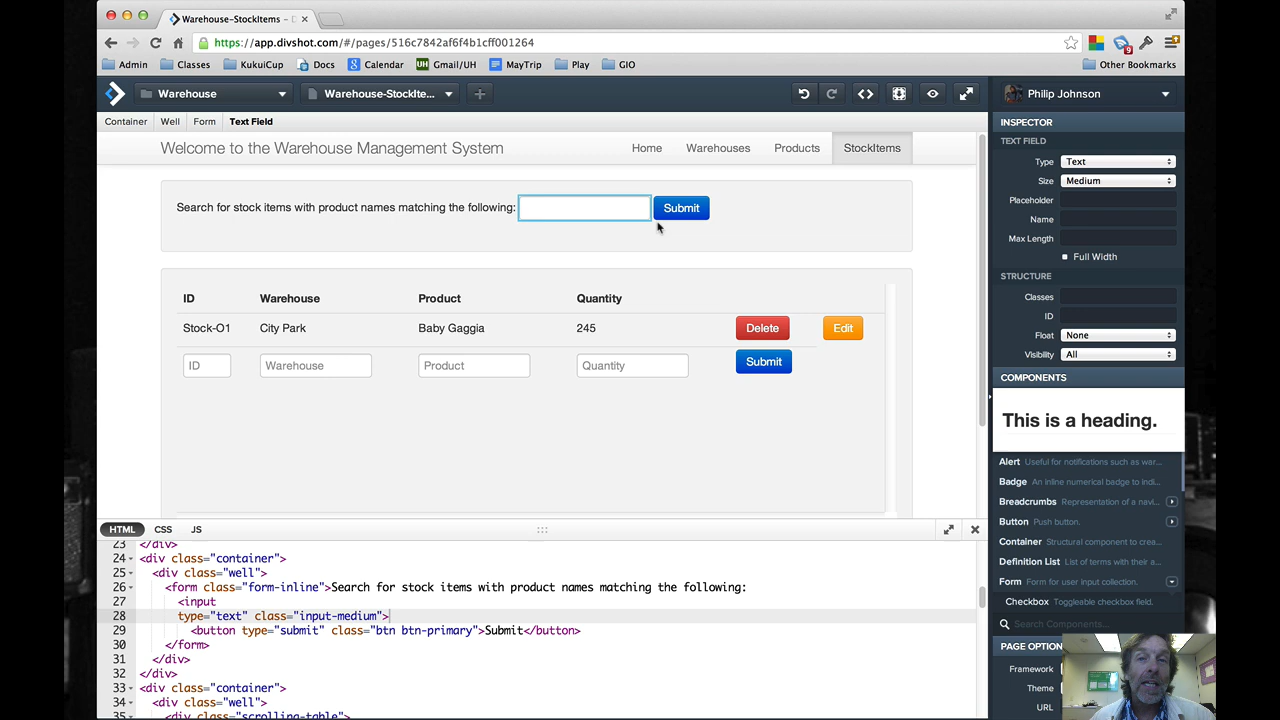 Warehouse-StockItems - D
https://app.divshot.com/#/pages/516c7842af6f4b1bff001264
9
Admin Classes KukuiCup Docs Calendar Gmail/UH MayTrip Play GIO Other Bookmarks
Warehouse Warehouse-StockIte... Philip Johnson
Container Well Form Text Field
Welcome to the Warehouse Management System Home Warehouses Products StockItems
Search for stock items with product names matching the following: Submit
ID Warehouse Product Quantity
Stock-01 City Park Baby Gaggia 245 Delete Edit
ID Warehouse Product Quantity Submit
HTML CSS JS
23 </div>
24 <div class="container">
25 <div class="well">
26 <form class="form-inline">Search for stock items with product names matching the following:
27 <input
28 type="text" class="input-medium">
29 <button type="submit" class="btn btn-primary">Submit</button>
30 </form>
31 </div>
32 </div>
33 <div class="container">
34 <div class="well">
35 <div class="scrolling-table">
INSPECTOR
TEXT FIELD
Type Text
Size Medium
Placeholder
Name
Max Length
Full Width
STRUCTURE
Classes
ID
Float None
Visibility All
COMPONENTS
This is a heading.
Alert Useful for notifications such as war...
Badge An inline numerical badge to indi...
Breadcrumbs Representation of a navi...
Button Push button.
Container Structural component to crea...
Definition List List of terms with their a...
Form Form for user input collection.
Checkbox Toggleable checkbox field.
Search Components...
PAGE OPTION
Framework
Theme
URL